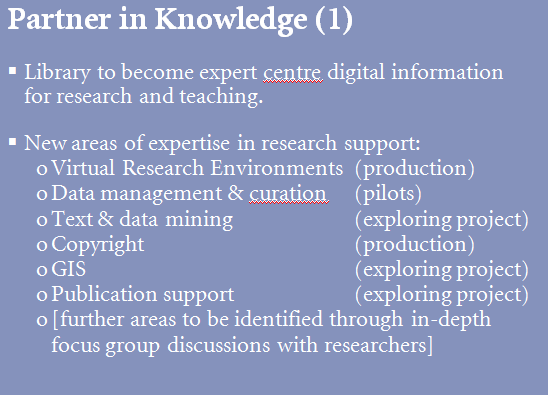 Partner in Knowledge (1)
▪ Library to become expert centre digital information
for research and teaching.
▪ New areas of expertise in research support:
o Virtual Research Environments (production)
o Data management & curation (pilots)
o Text & data mining (exploring project)
o Copyright (production)
o GIS (exploring project)
o Publication support (exploring project)
o [further areas to be identified through in-depth
focus group discussions with researchers]